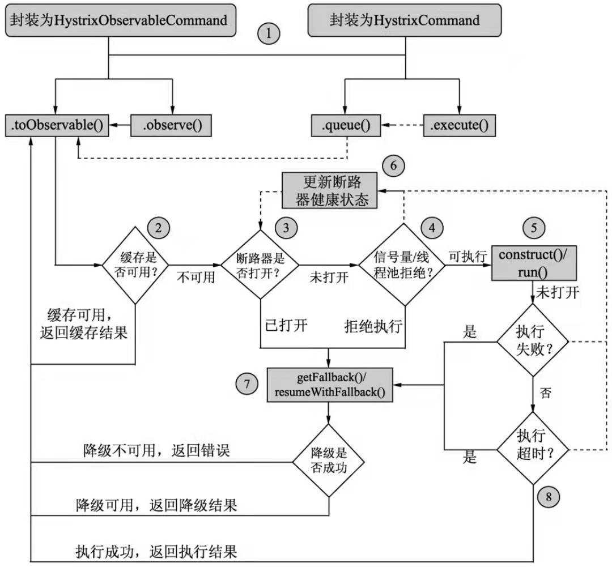 封装为HystrixObservableCommand
封装为HystrixCommand
1
.toObservable()
.observe()
.queue()
.execute()
6
更新断路
器健康状态
2
3
4
5
缓存是
否可用?
不可用
断路器是
否打开?
未打开
信号量/线
程池拒绝?
可执行
construct()/
run()
未打开
缓存可用,
返回缓存结果
已打开
拒绝执行
是
执行
失败?
否
7
getFallback()/
resumeWithFallback()
执行
超时?
是
降级不可用，返回错误
降级是
否成功
8
降级可用，返回降级结果
执行成功，返回执行结果